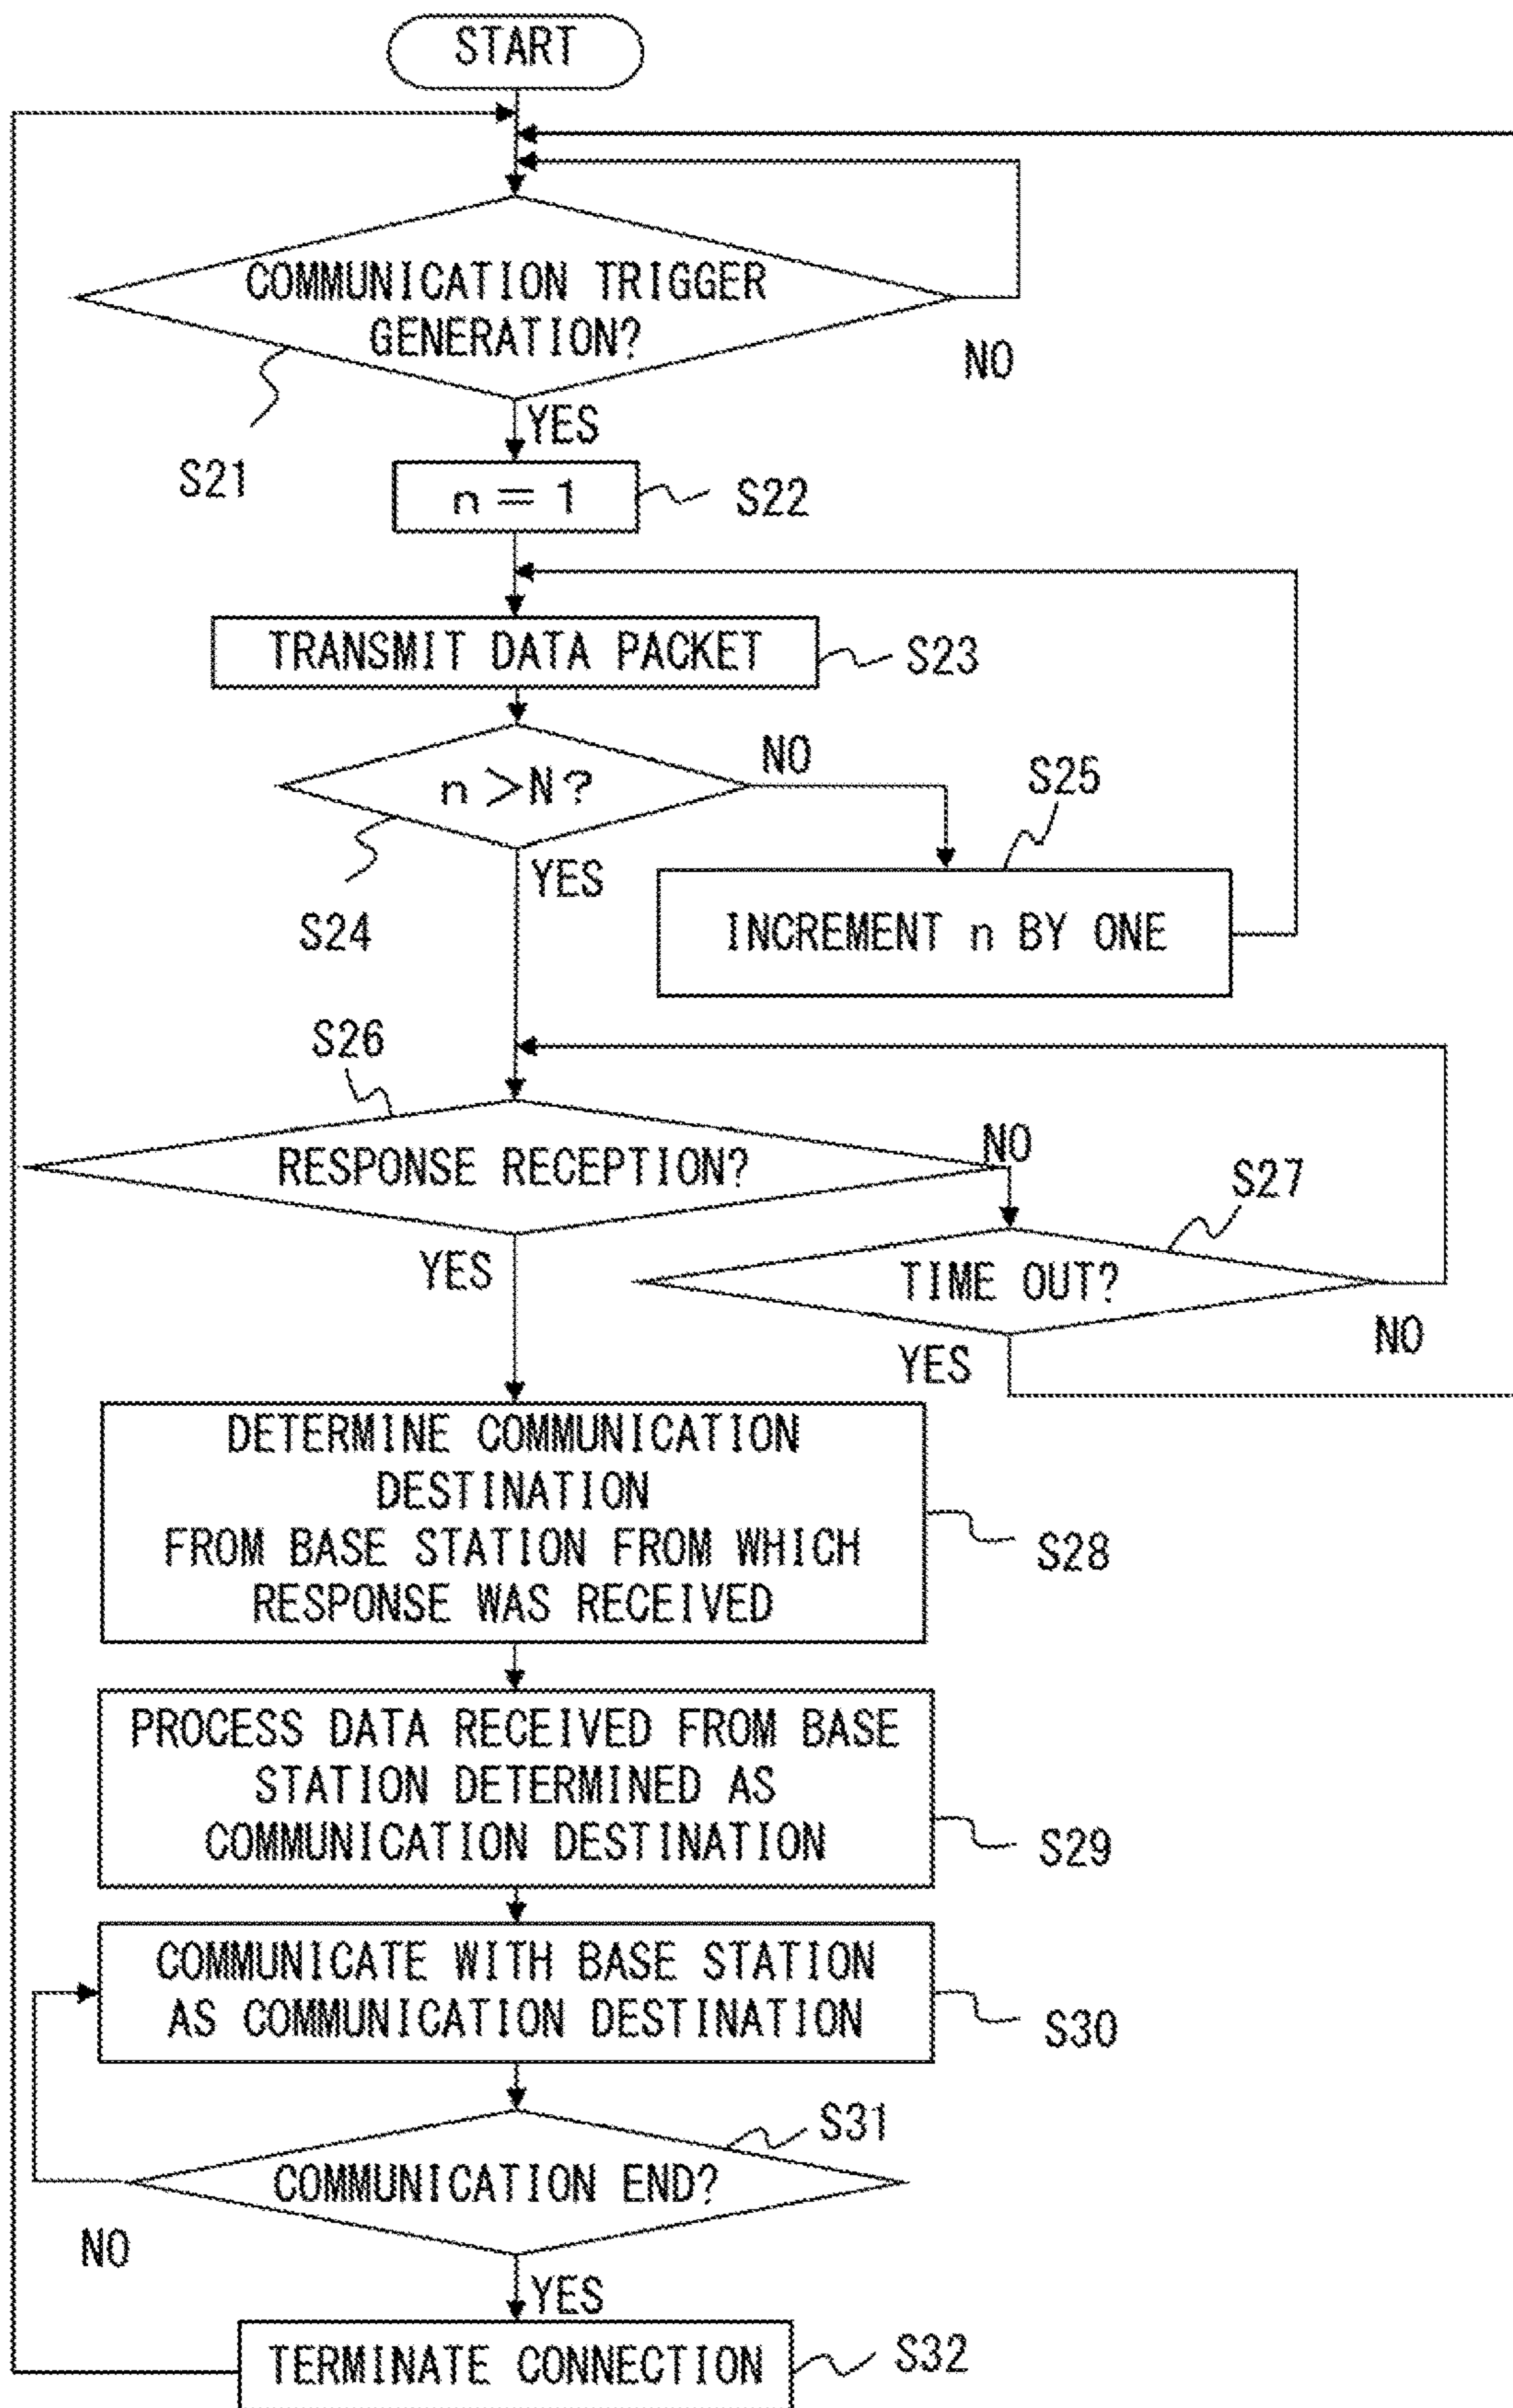 START
COMMUNICATION TRIGGER
GENERATION?
NO
YES
S21
n=1
S22
TRANSMIT DATA PACKET
S23
n>N?
NO
S25
YES
S24
INCREMENT n BY ONE
S26
RESPONSE RECEPTION?
NO
S27
YES
TIME OUT?
NO
YES
DETERMINE COMMUNICATION
DESTINATION
FROM BASE STATION FROM WHICH
RESPONSE WAS RECEIVED
S28
PROCESS DATA RECEIVED FROM BASE
STATION DETERMINED AS
COMMUNICATION DESTINATION
S29
COMMUNICATE WITH BASE STATION
AS COMMUNICATION DESTINATION
S30
S31
COMMUNICATION END?
NO
YES
TERMINATE CONNECTION
S32